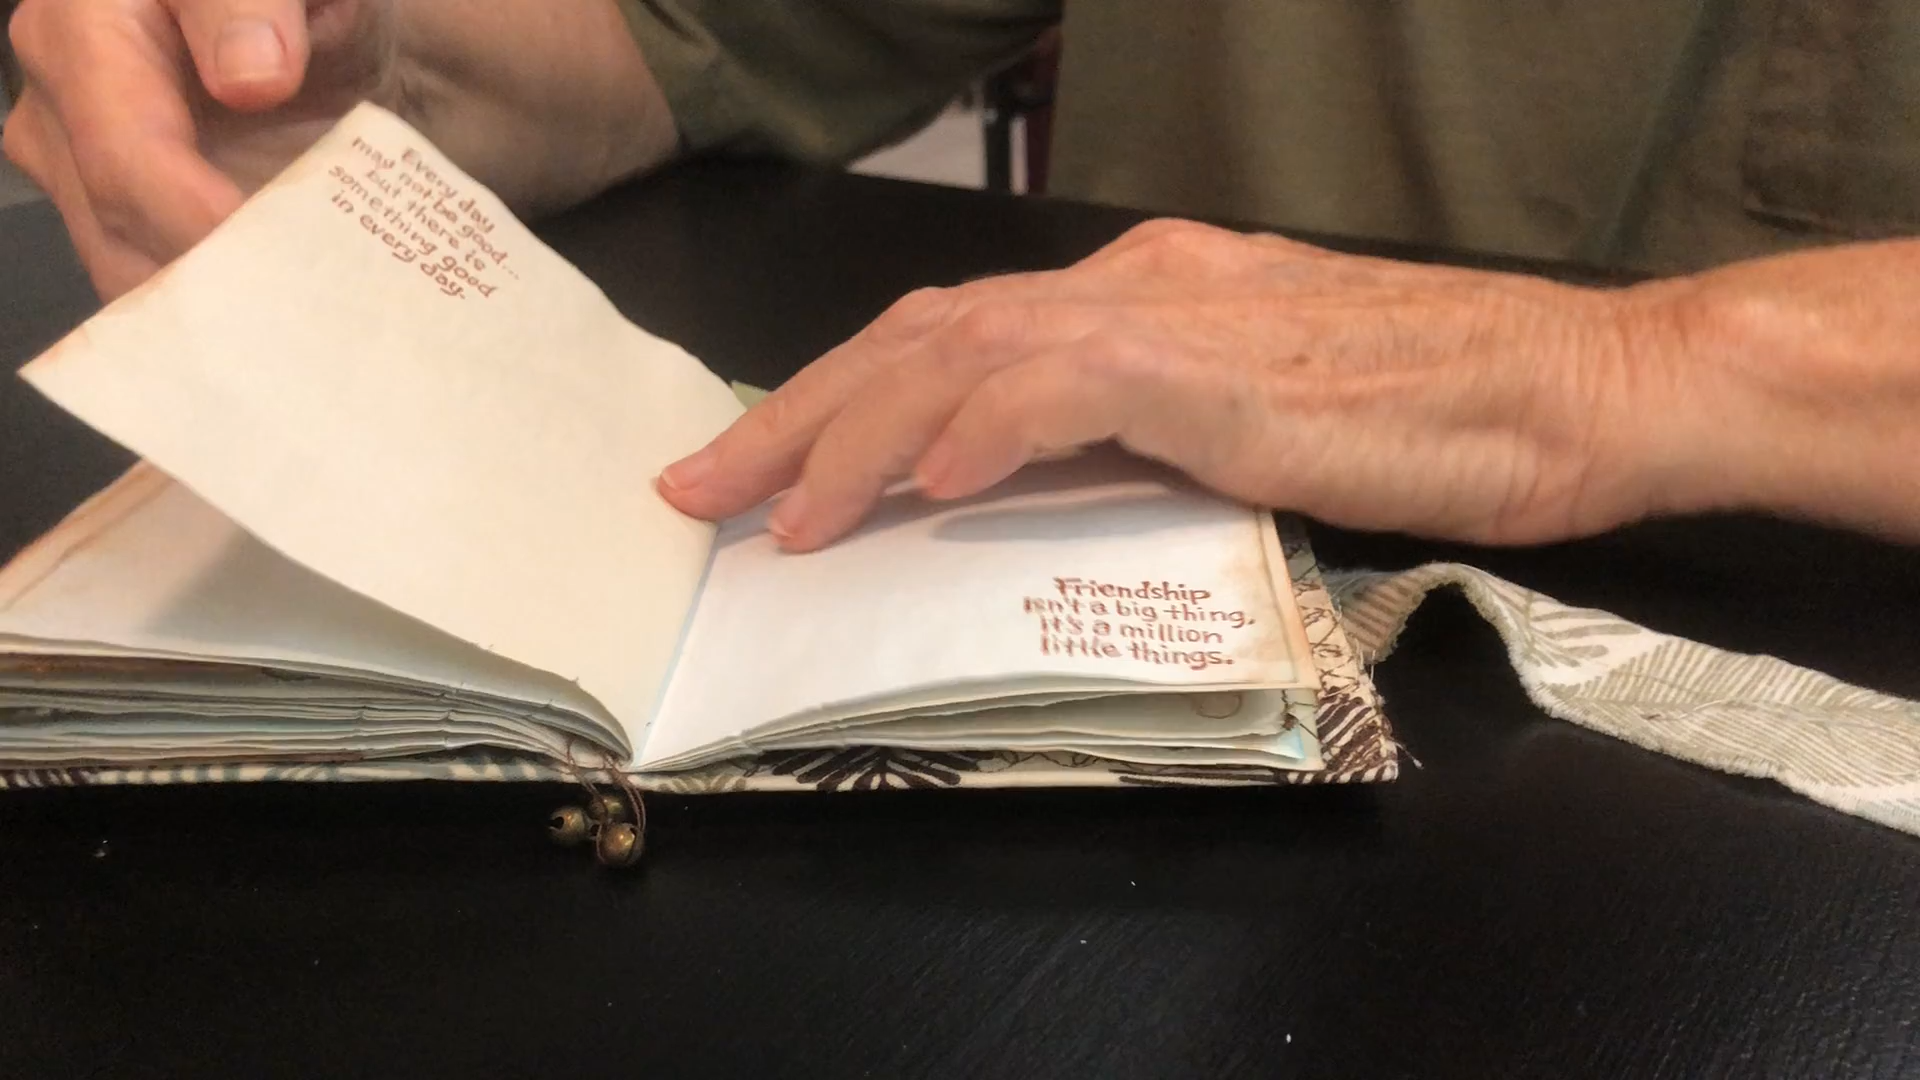 Every day
may not be good...
but there is
something good
in every day.
Friendship
isn't a big thing,
it's a million
little things.